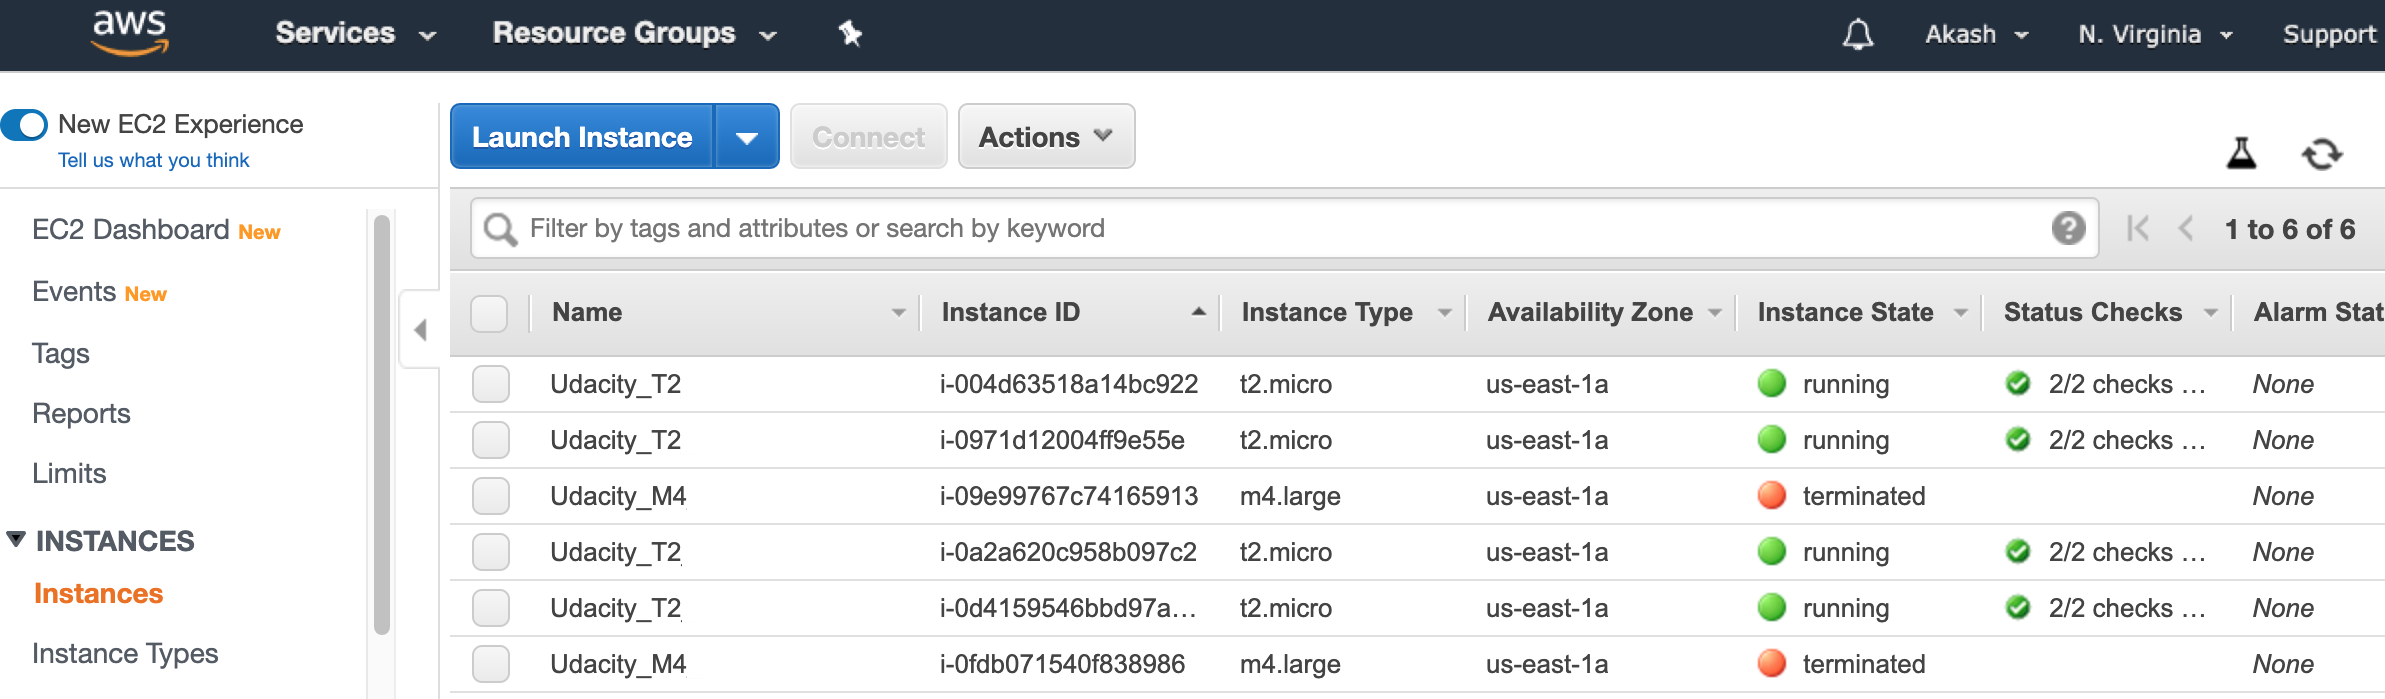 aws Services Resource Groups Akash N. Virginia Support
New EC2 Experience
Tell us what you think
Launch Instance Connect Actions
EC2 Dashboard New
Events New
Tags
Reports
Limits
INSTANCES
Instances
Instance Types
Filter by tags and attributes or search by keyword ? 1 to 6 of 6
Name Instance ID Instance Type Availability Zone Instance State Status Checks Alarm Stat
Udacity_T2 i-004d63518a14bc922 t2.micro us-east-1a running 2/2 checks ... None
Udacity_T2 i-0971d12004ff9e55e t2.micro us-east-1a running 2/2 checks ... None
Udacity_M4 i-09e99767c74165913 m4.large us-east-1a terminated None
Udacity_T2 i-0a2a620c958b097c2 t2.micro us-east-1a running 2/2 checks ... None
Udacity_T2 i-0d4159546bbd97a... t2.micro us-east-1a running 2/2 checks ... None
Udacity_M4 i-0fdb071540f838986 m4.large us-east-1a terminated None